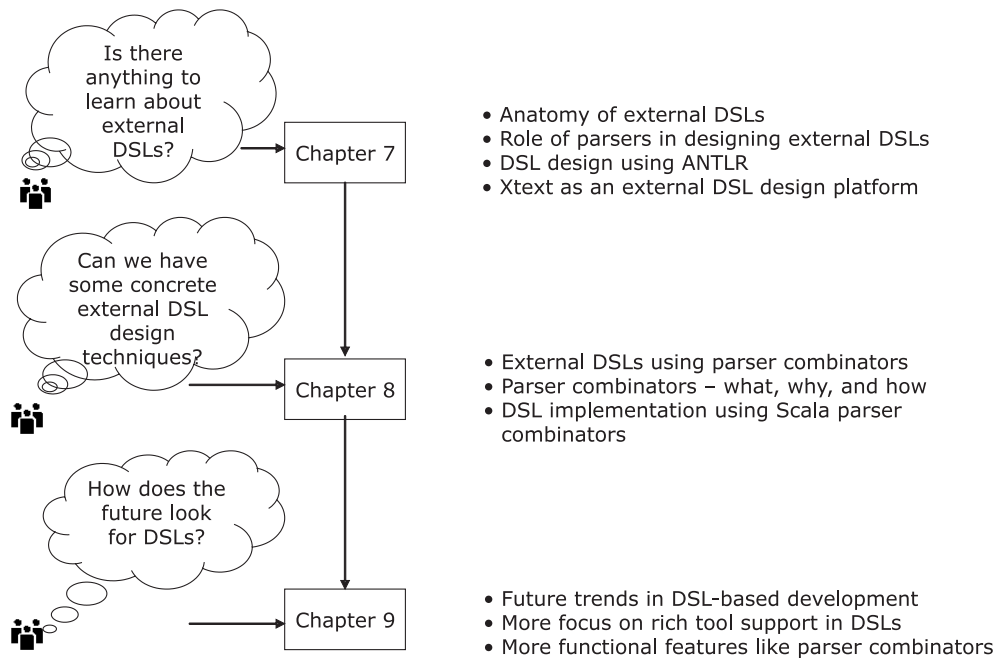 Is there
anything to
learn about
external
DSLs?
Chapter 7
• Anatomy of external DSLs
• Role of parsers in designing external DSLs
• DSL design using ANTLR
• Xtext as an external DSL design platform
Can we have
some concrete
external DSL
design
techniques?
Chapter 8
• External DSLs using parser combinators
• Parser combinators – what, why, and how
• DSL implementation using Scala parser
combinators
How does the
future look
for DSLs?
Chapter 9
• Future trends in DSL-based development
• More focus on rich tool support in DSLs
• More functional features like parser combinators